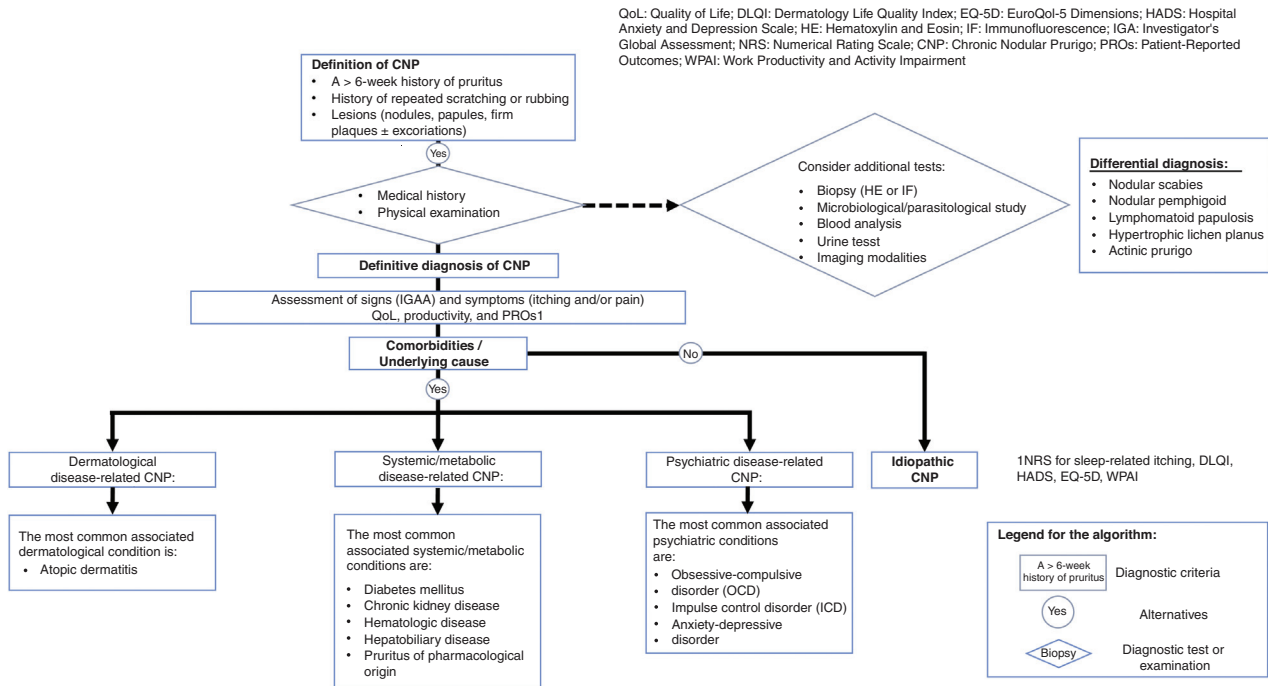 QoL: Quality of Life; DLQI: Dermatology Life Quality Index; EQ-5D: EuroQol-5 Dimensions; HADS: Hospital
Anxiety and Depression Scale; HE: Hematoxylin and Eosin; IF: Immunofluorescence; IGA: Investigator's
Global Assessment; NRS: Numerical Rating Scale; CNP: Chronic Nodular Prurigo; PROs: Patient-Reported
Outcomes; WPAI: Work Productivity and Activity Impairment
Definition of CNP
• A > 6-week history of pruritus
• History of repeated scratching or rubbing
• Lesions (nodules, papules, firm
plaques ± excoriations)
Yes
• Medical history
• Physical examination
Consider additional tests:
• Biopsy (HE or IF)
• Microbiological/parasitological study
• Blood analysis
• Urine tesst
• Imaging modalities
Differential diagnosis:
• Nodular scabies
• Nodular pemphigoid
• Lymphomatoid papulosis
• Hypertrophic lichen planus
• Actinic prurigo
Definitive diagnosis of CNP
Assessment of signs (IGAA) and symptoms (itching and/or pain)
QoL, productivity, and PROs1
Comorbidities /
Underlying cause
No
Yes
Dermatological
disease-related CNP:
Systemic/metabolic
disease-related CNP:
Psychiatric disease-related
CNP:
Idiopathic
CNP
1NRS for sleep-related itching, DLQI,
HADS, EQ-5D, WPAI
The most common associated
dermatological condition is:
• Atopic dermatitis
The most common
associated systemic/metabolic
conditions are:
• Diabetes mellitus
• Chronic kidney disease
• Hematologic disease
• Hepatobiliary disease
• Pruritus of pharmacological
origin
The most common associated
psychiatric conditions
are:
• Obsessive-compulsive
• disorder (OCD)
• Impulse control disorder (ICD)
• Anxiety-depressive
• disorder
Legend for the algorithm:
A > 6-week
history of pruritus
Diagnostic criteria
Yes
Alternatives
Biopsy
Diagnostic test or
examination